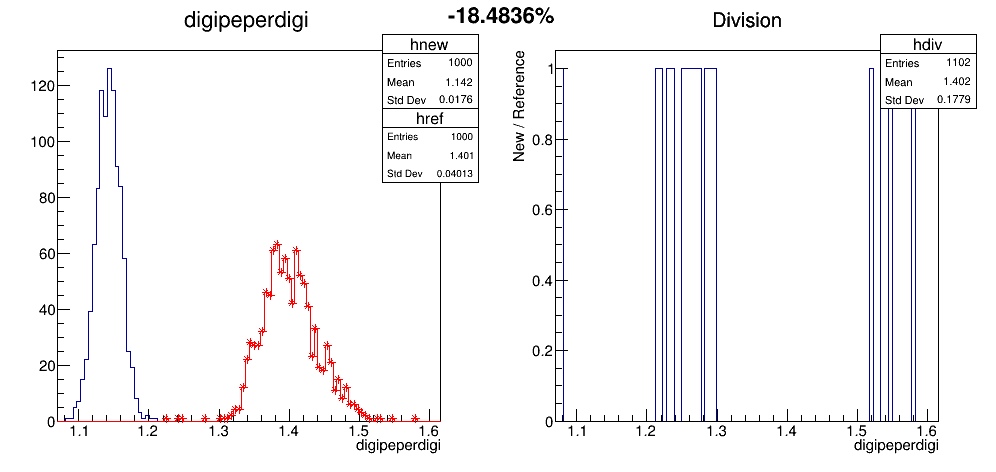 -18.4836%
digipeperdigi
hnew
Entries 1000
Mean 1.142
Std Dev 0.0176
href
Entries 1000
Mean 1.401
Std Dev 0.04013
120
100
80
60
40
20
0
1.1 1.2 1.3 1.4 1.5 1.6
digipeperdigi
Division
hdiv
Entries 1102
Mean 1.402
Std Dev 0.1779
New / Reference
1
0.8
0.6
0.4
0.2
0
1.1 1.2 1.3 1.4 1.5 1.6
digipeperdigi